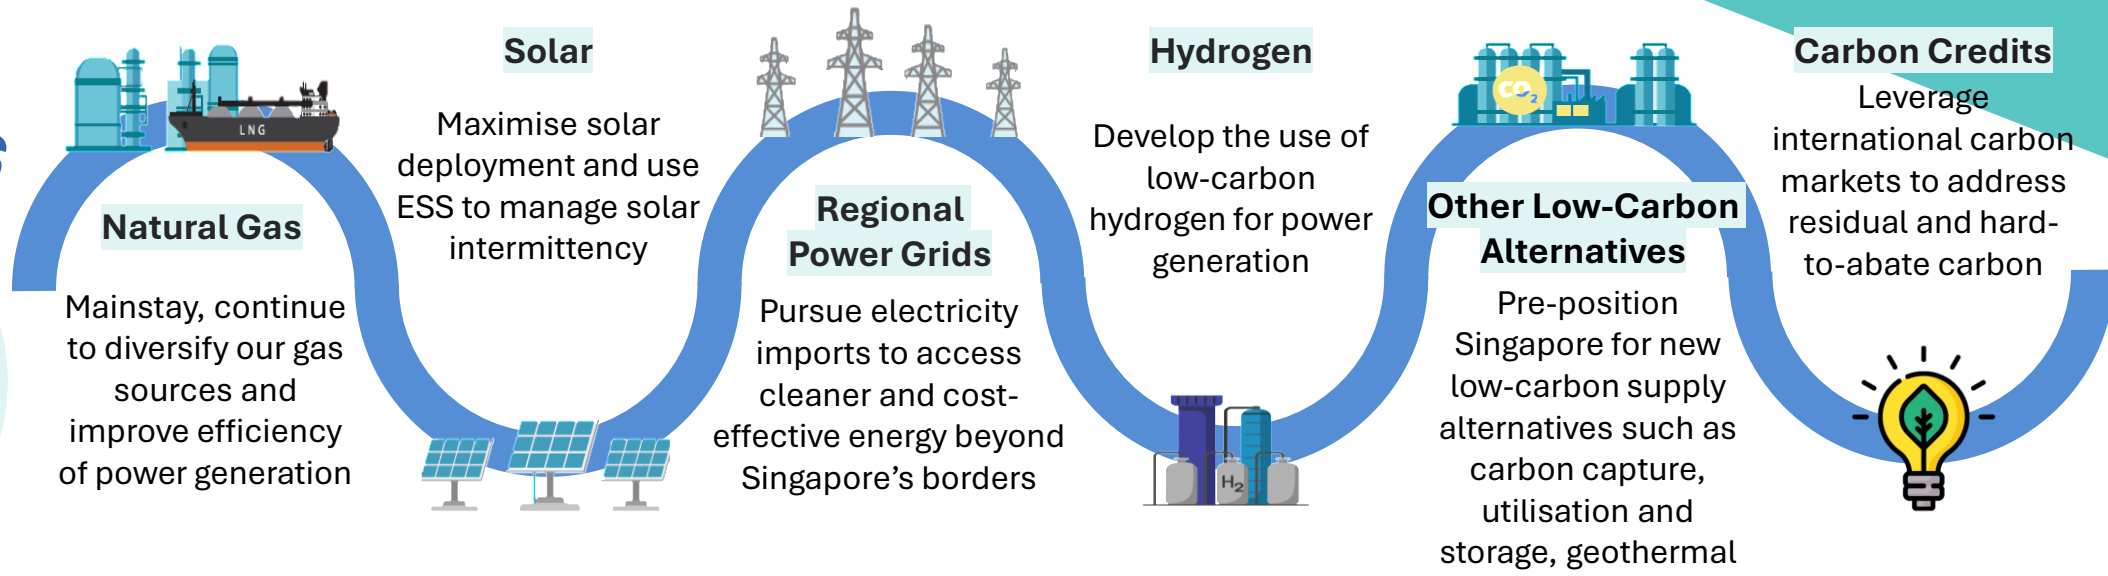 LNG
Natural Gas
Mainstay, continue
to diversify our gas
sources and
improve efficiency
of power generation
Solar
Maximise solar
deployment and use
ESS to manage solar
intermittency
Regional
Power Grids
Pursue electricity
imports to access
cleaner and cost-
effective energy beyond
Singapore’s borders
Hydrogen
Develop the use of
low-carbon
hydrogen for power
generation
H2
CO2
Other Low-Carbon
Alternatives
Pre-position
Singapore for new
low-carbon supply
alternatives such as
carbon capture,
utilisation and
storage, geothermal
Carbon Credits
Leverage
international carbon
markets to address
residual and hard-
to-abate carbon